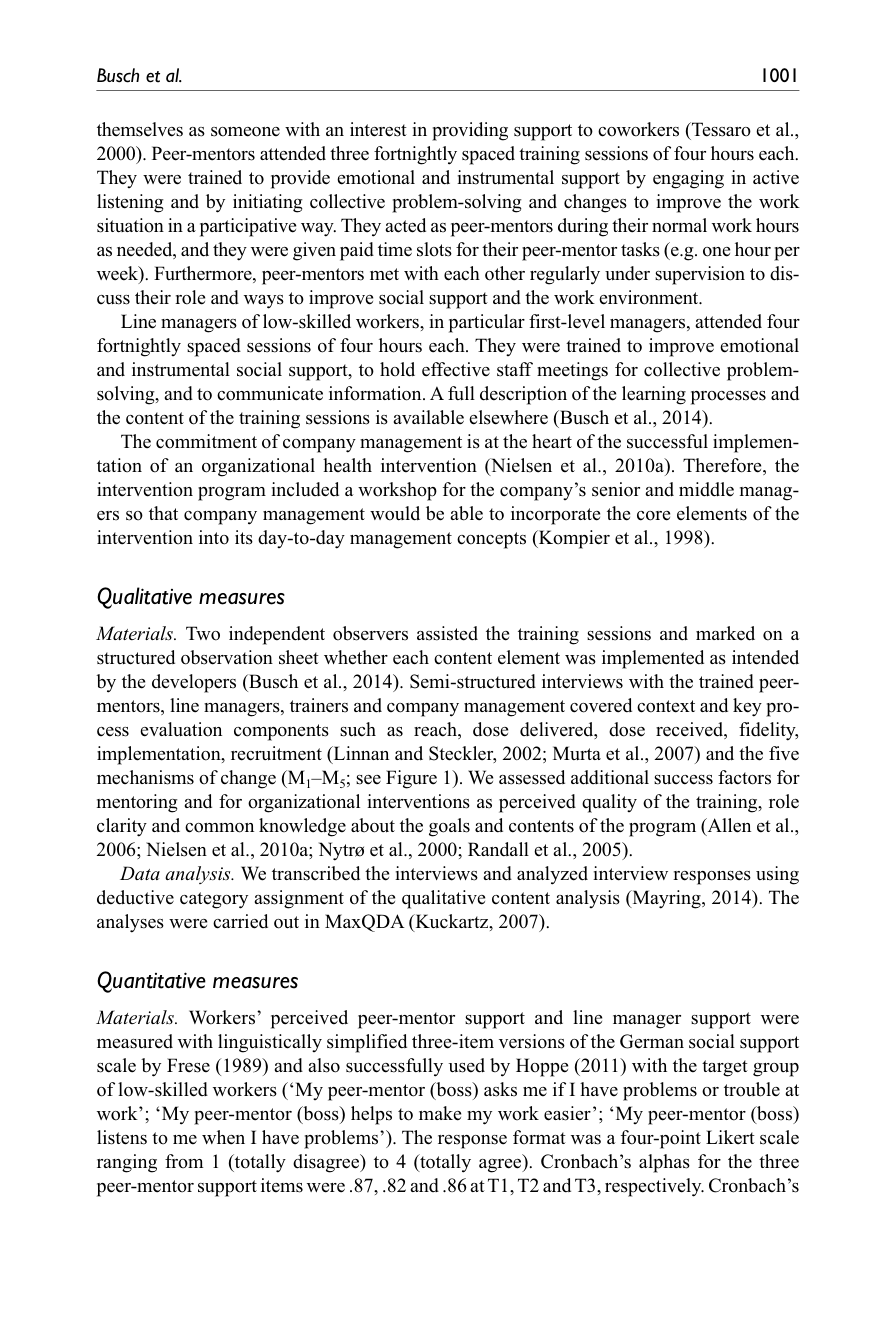 Busch et al. 1001
themselves as someone with an interest in providing support to coworkers (Tessaro et al.,
2000). Peer-mentors attended three fortnightly spaced training sessions of four hours each.
They were trained to provide emotional and instrumental support by engaging in active
listening and by initiating collective problem-solving and changes to improve the work
situation in a participative way. They acted as peer-mentors during their normal work hours
as needed, and they were given paid time slots for their peer-mentor tasks (e.g. one hour per
week). Furthermore, peer-mentors met with each other regularly under supervision to dis-
cuss their role and ways to improve social support and the work environment.
Line managers of low-skilled workers, in particular first-level managers, attended four
fortnightly spaced sessions of four hours each. They were trained to improve emotional
and instrumental social support, to hold effective staff meetings for collective problem-
solving, and to communicate information. A full description of the learning processes and
the content of the training sessions is available elsewhere (Busch et al., 2014).
The commitment of company management is at the heart of the successful implemen-
tation of an organizational health intervention (Nielsen et al., 2010a). Therefore, the
intervention program included a workshop for the company's senior and middle manag-
ers so that company management would be able to incorporate the core elements of the
intervention into its day-to-day management concepts (Kompier et al., 1998).
Qualitative measures
Materials. Two independent observers assisted the training sessions and marked on a
structured observation sheet whether each content element was implemented as intended
by the developers (Busch et al., 2014). Semi-structured interviews with the trained peer-
mentors, line managers, trainers and company management covered context and key pro-
cess evaluation components such as reach, dose delivered, dose received, fidelity,
implementation, recruitment (Linnan and Steckler, 2002; Murta et al., 2007) and the five
mechanisms of change (M₁–M₅; see Figure 1). We assessed additional success factors for
mentoring and for organizational interventions as perceived quality of the training, role
clarity and common knowledge about the goals and contents of the program (Allen et al.,
2006; Nielsen et al., 2010a; Nytrø et al., 2000; Randall et al., 2005).
Data analysis. We transcribed the interviews and analyzed interview responses using
deductive category assignment of the qualitative content analysis (Mayring, 2014). The
analyses were carried out in MaxQDA (Kuckartz, 2007).
Quantitative measures
Materials. Workers' perceived peer-mentor support and line manager support were
measured with linguistically simplified three-item versions of the German social support
scale by Frese (1989) and also successfully used by Hoppe (2011) with the target group
of low-skilled workers ('My peer-mentor (boss) asks me if I have problems or trouble at
work'; 'My peer-mentor (boss) helps to make my work easier'; 'My peer-mentor (boss)
listens to me when I have problems'). The response format was a four-point Likert scale
ranging from 1 (totally disagree) to 4 (totally agree). Cronbach's alphas for the three
peer-mentor support items were .87, .82 and .86 at T1, T2 and T3, respectively. Cronbach's